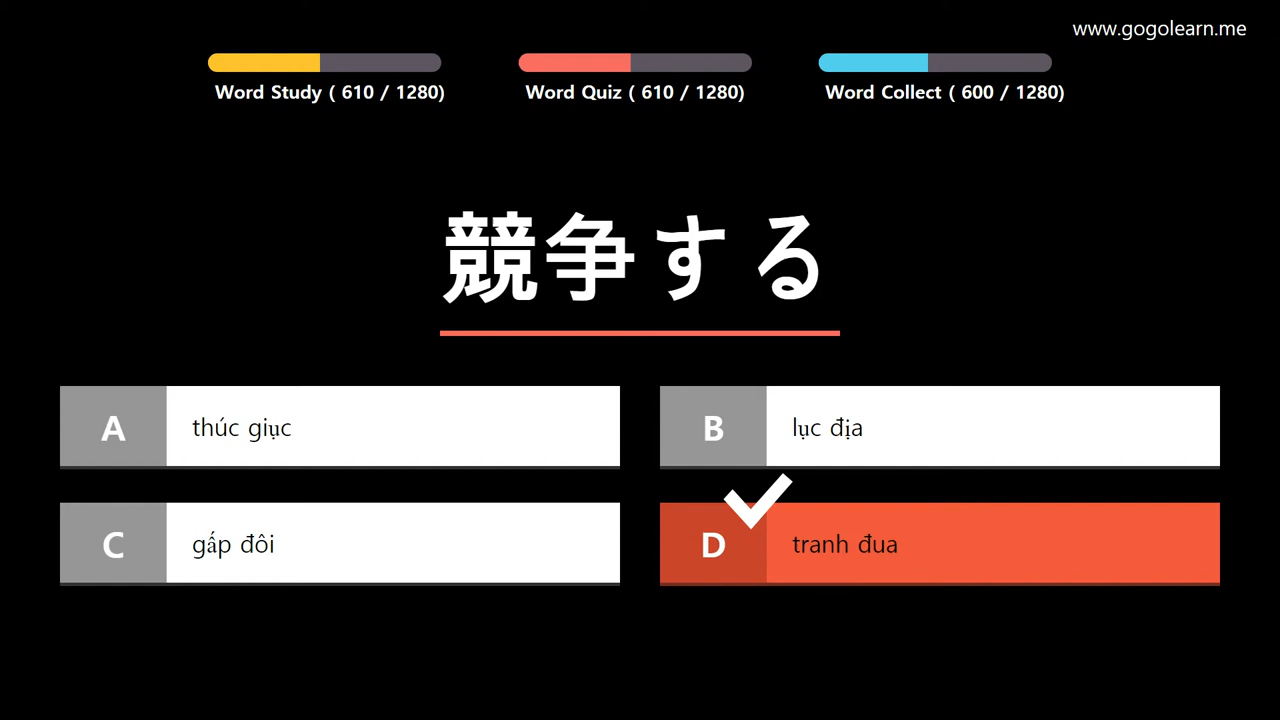 www.gogolearn.me
Word Study ( 610 / 1280)
Word Quiz ( 610 / 1280)
Word Collect ( 600 / 1280)
競争する
A
thúc giục
B
lục địa
C
gấp đôi
D
tranh đua